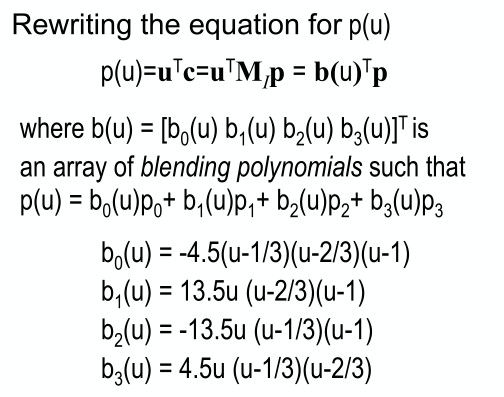 Rewriting the equation for p(u)
p(u)=uᵀc=uᵀM_Ip = b(u)ᵀp
where b(u) = [b₀(u) b₁(u) b₂(u) b₃(u)]ᵀ is
an array of blending polynomials such that
p(u) = b₀(u)p₀+ b₁(u)p₁+ b₂(u)p₂+ b₃(u)p₃
b₀(u) = -4.5(u-1/3)(u-2/3)(u-1)
b₁(u) = 13.5u (u-2/3)(u-1)
b₂(u) = -13.5u (u-1/3)(u-1)
b₃(u) = 4.5u (u-1/3)(u-2/3)